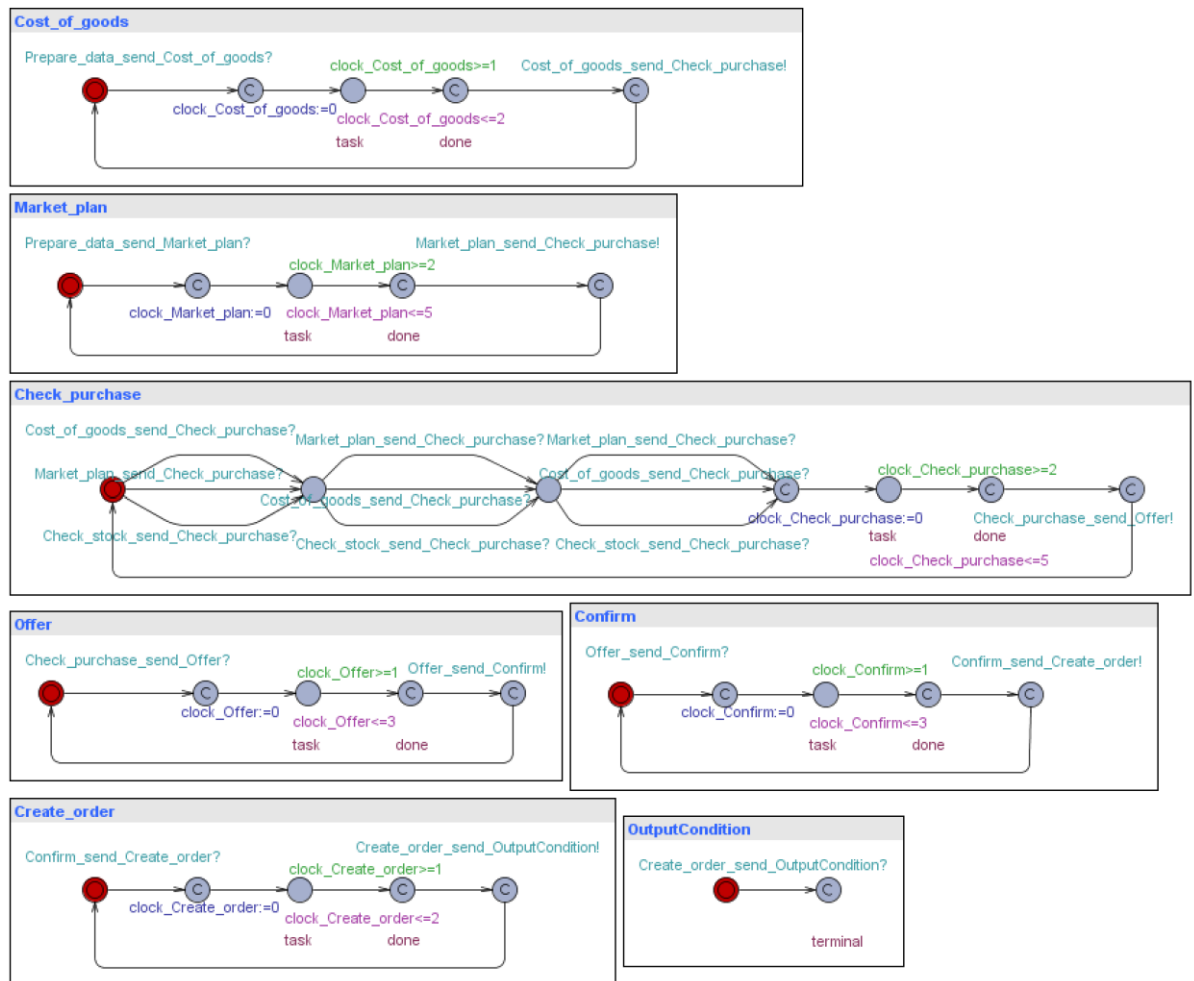 Cost_of_goods
Prepare_data_send_Cost_of_goods?
clock_Cost_of_goods>=1
Cost_of_goods_send_Check_purchase!
C
C
C
clock_Cost_of_goods:=0
clock_Cost_of_goods<=2
task
done
Market_plan
Prepare_data_send_Market_plan?
Market_plan_send_Check_purchase!
clock_Market_plan>=2
C
C
C
clock_Market_plan:=0
clock_Market_plan<=5
task
done
Check_purchase
Cost_of_goods_send_Check_purchase?
Market_plan_send_Check_purchase?
Market_plan_send_Check_purchase?
Market_plan_send_Check_purchase?
Cost_of_goods_send_Check_purchase?
clock_Check_purchase>=2
Cost_of_goods_send_Check_purchase?
C
C
C
clock_Check_purchase:=0
Check_purchase_send_Offer!
Check_stock_send_Check_purchase?
Check_stock_send_Check_purchase?
Check_stock_send_Check_purchase?
task
done
clock_Check_purchase<=5
Offer
Check_purchase_send_Offer?
clock_Offer>=1
Offer_send_Confirm!
C
C
C
clock_Offer:=0
clock_Offer<=3
task
done
Confirm
Offer_send_Confirm?
clock_Confirm>=1
Confirm_send_Create_order!
C
C
C
clock_Confirm:=0
clock_Confirm<=3
task
done
Create_order
Confirm_send_Create_order?
Create_order_send_OutputCondition!
clock_Create_order>=1
C
C
C
clock_Create_order:=0
clock_Create_order<=2
task
done
OutputCondition
Create_order_send_OutputCondition?
C
terminal